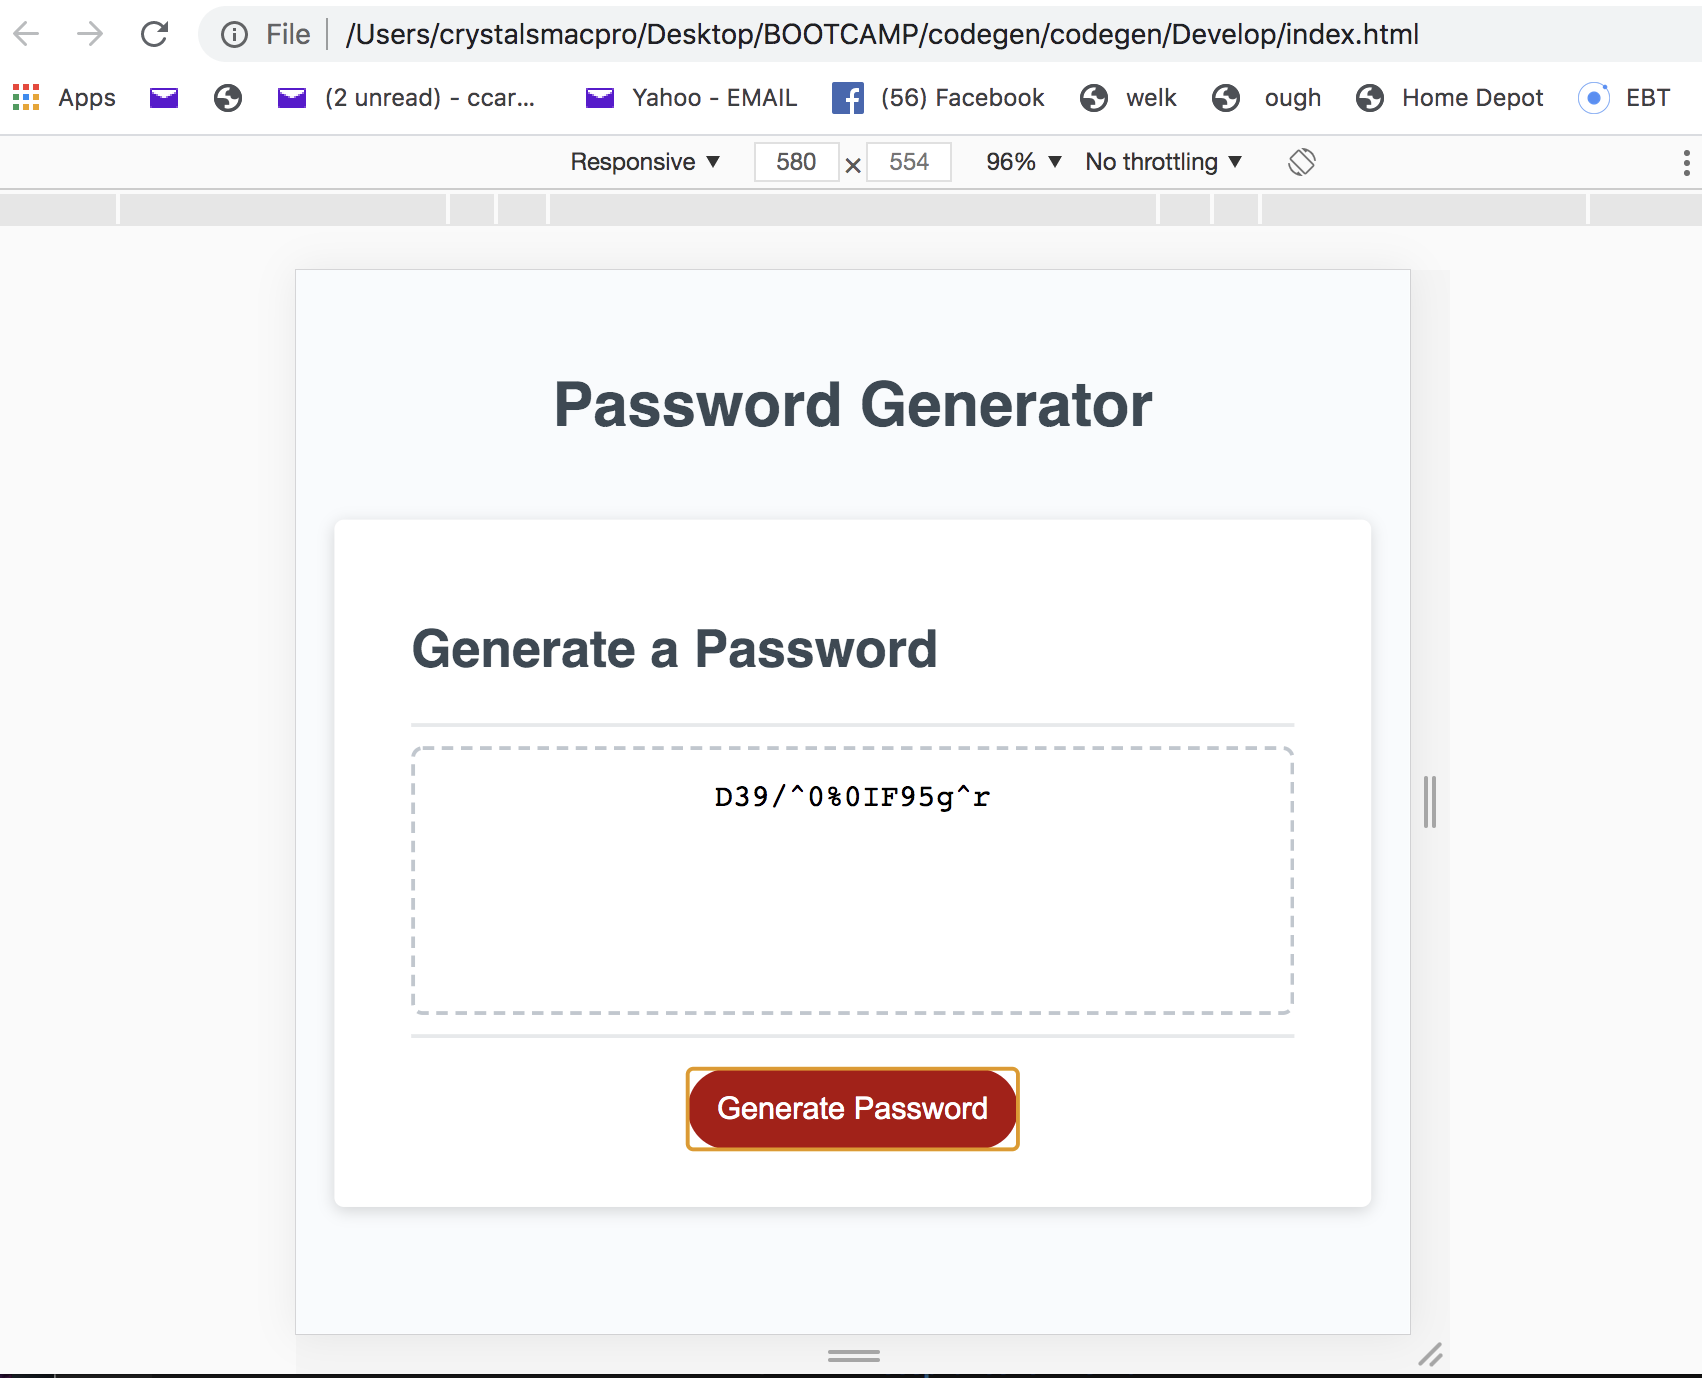 File /Users/crystalsmacpro/Desktop/BOOTCAMP/codegen/codegen/Develop/index.html
Apps (2 unread) - ccar... Yahoo - EMAIL (56) Facebook welk ough Home Depot EBT
Responsive ▼ 580 × 554 96% ▼ No throttling ▼
Password Generator
Generate a Password
D39/^0%0IF95g^r
Generate Password